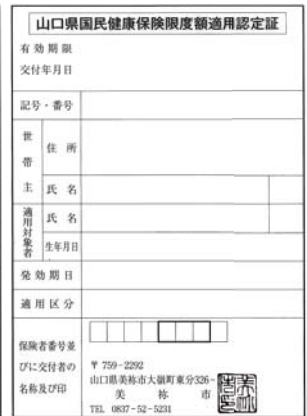 山口県国民健康保険限度額適用認定証
有効期限
交付年月日
記号・番号
世帯主
住所
氏名
適用対象者
氏名
生年月日
発効期日
適用区分
保険者番号並
びに交付者の
名称及び印
〒759-2292
山口県美祢市大嶺町東分326-
美祢市
TEL 0837-52-5231